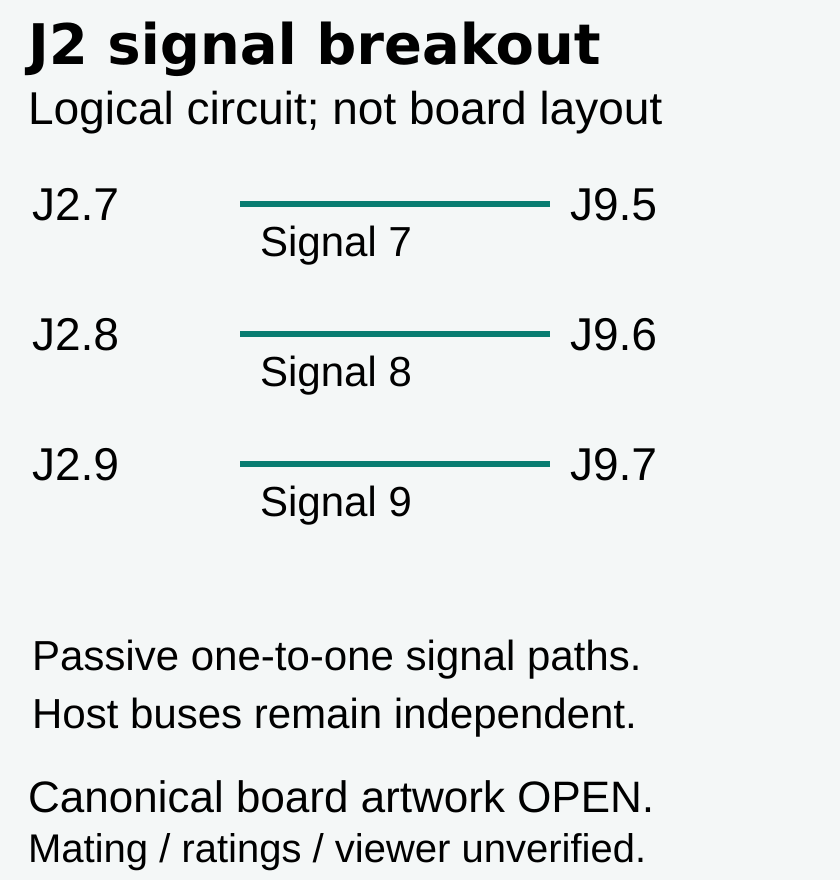 J2 signal breakout
Logical circuit; not board layout
J2.7 J9.5
Signal 7
J2.8 J9.6
Signal 8
J2.9 J9.7
Signal 9
Passive one-to-one signal paths.
Host buses remain independent.
Canonical board artwork OPEN.
Mating / ratings / viewer unverified.